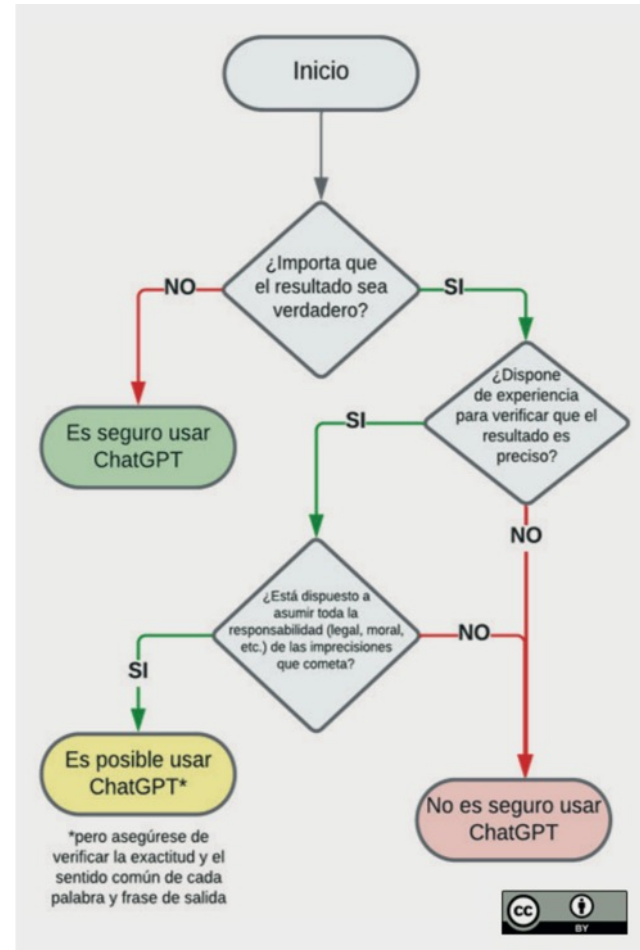 Inicio
¿Importa que
el resultado sea
verdadero?
NO
SI
¿Dispone
de experiencia
para verificar que el
resultado es
preciso?
Es seguro usar
ChatGPT
SI
NO
¿Está dispuesto a
asumir toda la
responsabilidad (legal, moral,
etc.) de las imprecisiones
que cometa?
NO
SI
Es posible usar
ChatGPT*
No es seguro usar
ChatGPT
*pero asegúrese de
verificar la exactitud y el
sentido común de cada
palabra y frase de salida
cc
BY